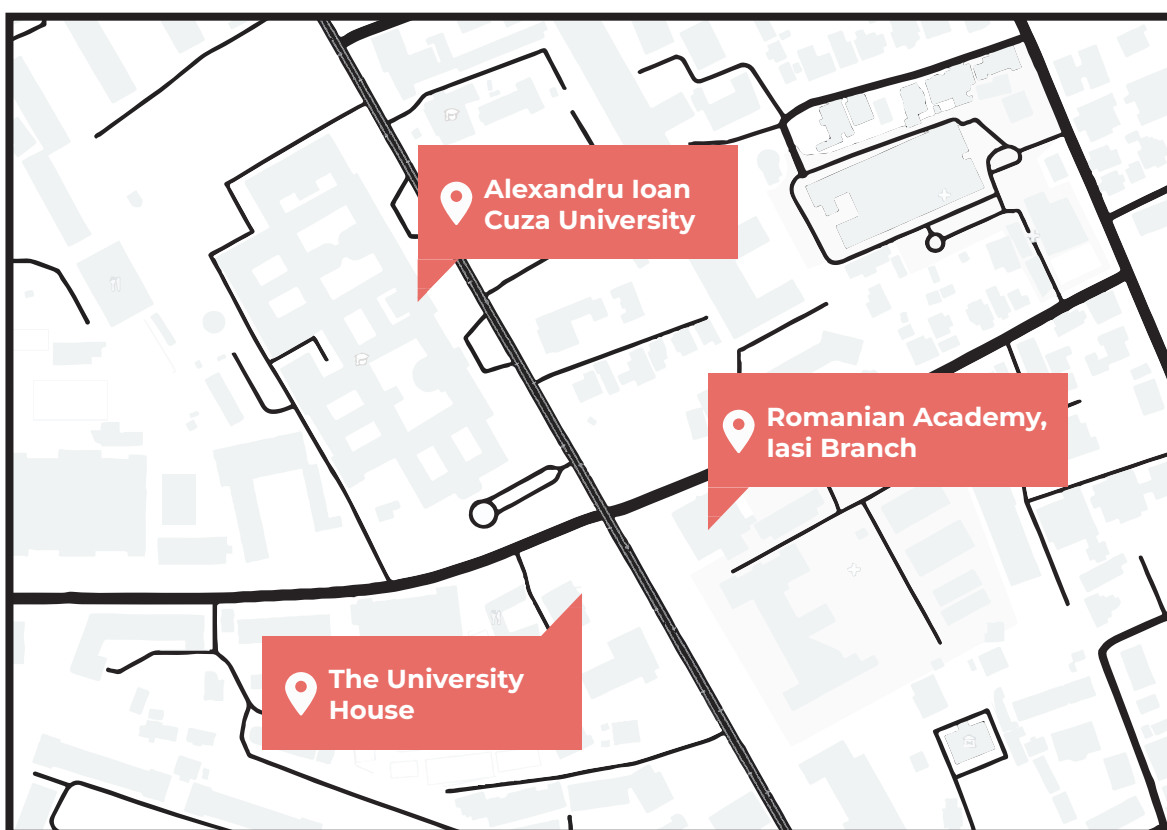 Alexandru Ioan
Cuza University
Romanian Academy,
Iasi Branch
The University
House